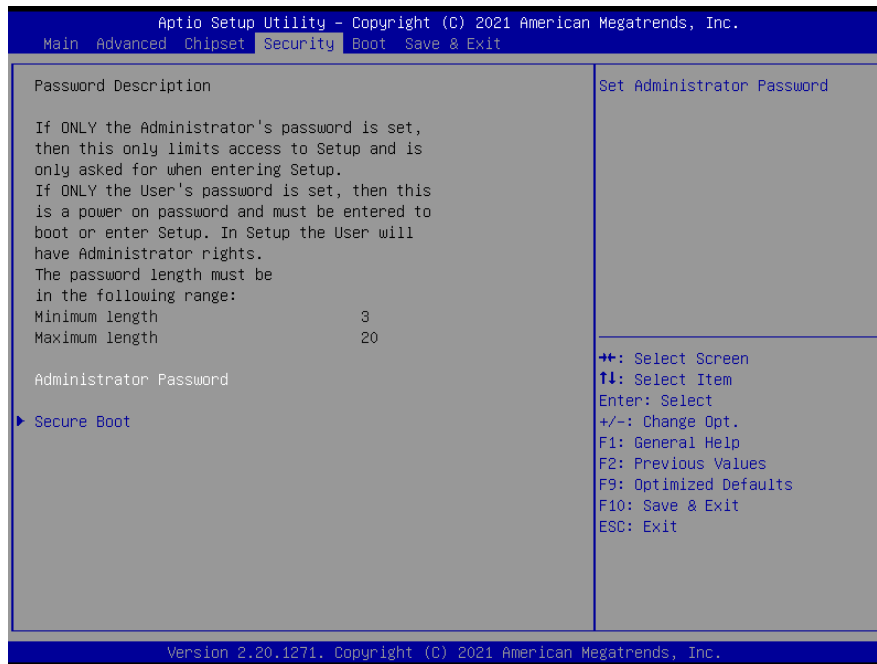 Aptio Setup Utility – Copyright (C) 2021 American Megatrends, Inc.
Main Advanced Chipset Security Boot Save & Exit
Password Description
If ONLY the Administrator's password is set,
then this only limits access to Setup and is
only asked for when entering Setup.
If ONLY the User's password is set, then this
is a power on password and must be entered to
boot or enter Setup. In Setup the User will
have Administrator rights.
The password length must be
in the following range:
Minimum length 3
Maximum length 20
Administrator Password
Secure Boot
Set Administrator Password
→←: Select Screen
↑↓: Select Item
Enter: Select
+/-: Change Opt.
F1: General Help
F2: Previous Values
F9: Optimized Defaults
F10: Save & Exit
ESC: Exit
Version 2.20.1271. Copyright (C) 2021 American Megatrends, Inc.